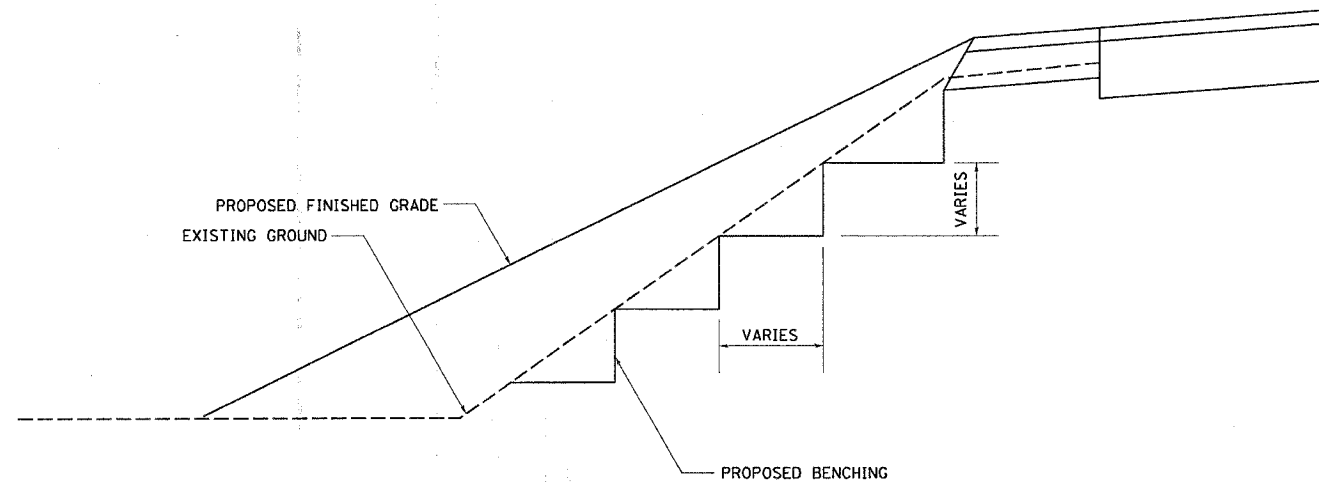 PROPOSED FINISHED GRADE
EXISTING GROUND
VARIES
VARIES
PROPOSED BENCHING